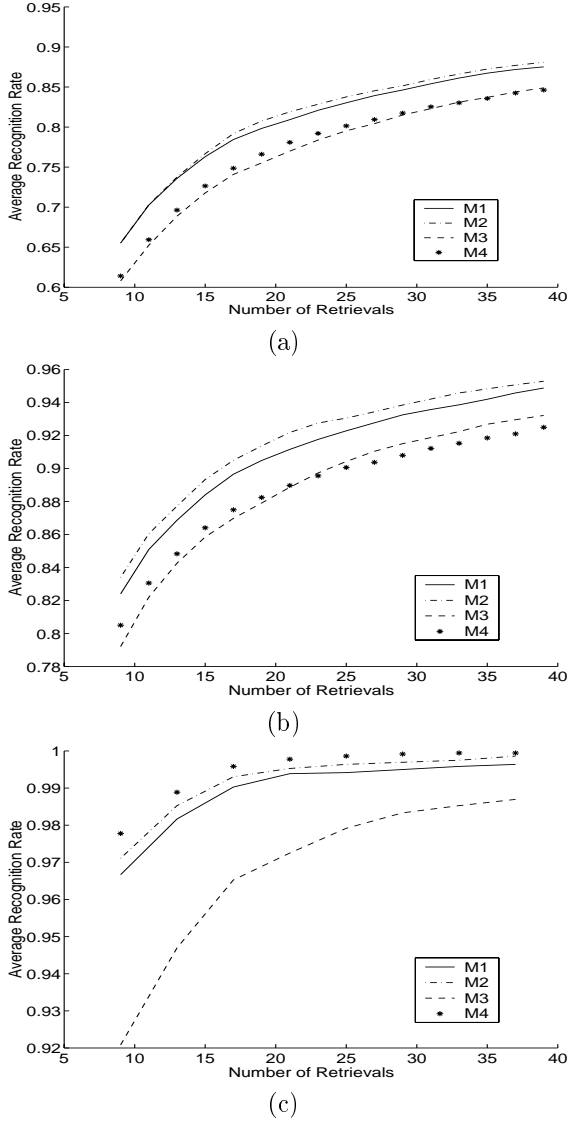 0.95
0.9
0.85
0.8
0.75
0.7
0.65
0.6
Average Recognition Rate
M1
M2
M3
M4
5 10 15 20 25 30 35 40
Number of Retrievals
(a)
0.96
0.94
0.92
0.9
0.88
0.86
0.84
0.82
0.8
0.78
Average Recognition Rate
M1
M2
M3
M4
5 10 15 20 25 30 35 40
Number of Retrievals
(b)
1
0.99
0.98
0.97
0.96
0.95
0.94
0.93
0.92
Average Recognition Rate
M1
M2
M3
M4
5 10 15 20 25 30 35 40
Number of Retrievals
(c)